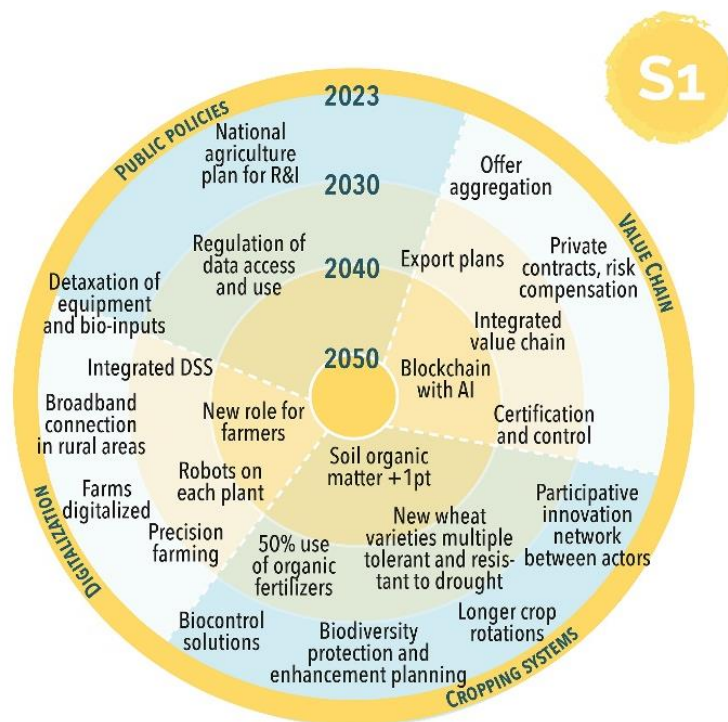 S1
PUBLIC POLICIES
VALUE CHAIN
DIGITALIZATION
CROPPING SYSTEMS
2023
2030
2040
2050
National
agriculture
plan for R&I
Regulation of
data access
and use
Detaxation of
equipment
and bio-inputs
Offer
aggregation
Export plans
Private
contracts, risk
compensation
Integrated
value chain
Blockchain
with AI
Certification
and control
Integrated DSS
Broadband
connection
in rural areas
New role for
farmers
Farms
digitalized
Robots on
each plant
Precision
farming
Soil organic
matter +1pt
50% use
of organic
fertilizers
New wheat
varieties multiple
tolerant and resis-
tant to drought
Participative
innovation
network
between actors
Biocontrol
solutions
Biodiversity
protection and
enhancement planning
Longer crop
rotations